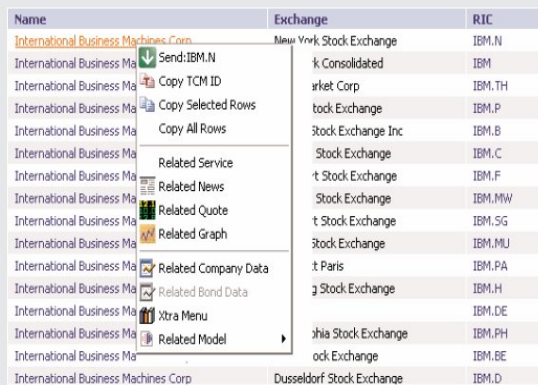 Name Exchange RIC
International Business Machines Corp New York Stock Exchange IBM.N
International Business Ma Send:IBM.N k Consolidated IBM
International Business Ma Copy TCM ID arket Corp IBM.TH
International Business Ma Copy Selected Rows tock Exchange IBM.P
International Business Ma Copy All Rows Stock Exchange Inc IBM.B
International Business Ma Related Service Stock Exchange IBM.C
International Business Ma Related News t Stock Exchange IBM.F
International Business Ma Related Quote Stock Exchange IBM.MW
International Business Ma Related Graph rt Stock Exchange IBM.SG
International Business Ma Stock Exchange IBM.MU
International Business Ma Related Company Data t Paris IBM.PA
International Business Ma Related Bond Data g Stock Exchange IBM.H
International Business Ma Xtra Menu IBM.DE
International Business Ma Related Model phia Stock Exchange IBM.PH
International Business Ma ock Exchange IBM.BE
International Business Machines Corp Dusseldorf Stock Exchange IBM.D